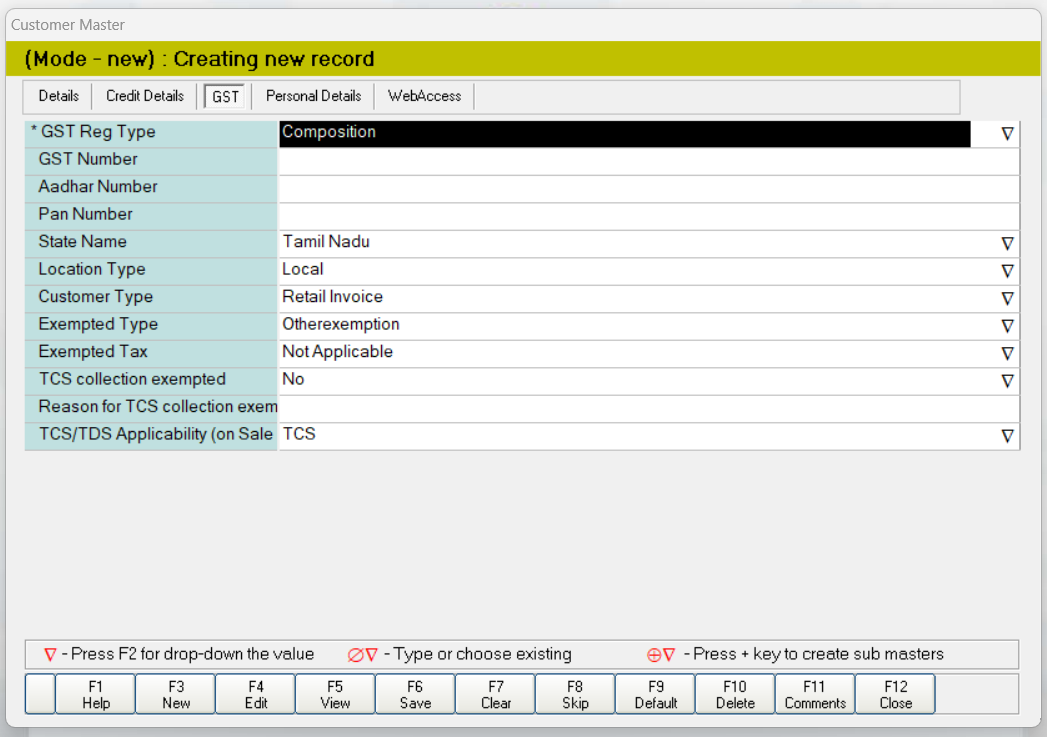 Customer Master
(Mode - new) : Creating new record
Details Credit Details GST Personal Details WebAccess
* GST Reg Type Composition
GST Number
Aadhar Number
Pan Number
State Name Tamil Nadu
Location Type Local
Customer Type Retail Invoice
Exempted Type Otherexemption
Exempted Tax Not Applicable
TCS collection exempted No
Reason for TCS collection exem
TCS/TDS Applicability (on Sale TCS
- Press F2 for drop-down the value - Type or choose existing - Press + key to create sub masters
F1 F3 F4 F5 F6 F7 F8 F9 F10 F11 F12
Help New Edit View Save Clear Skip Default Delete Comments Close